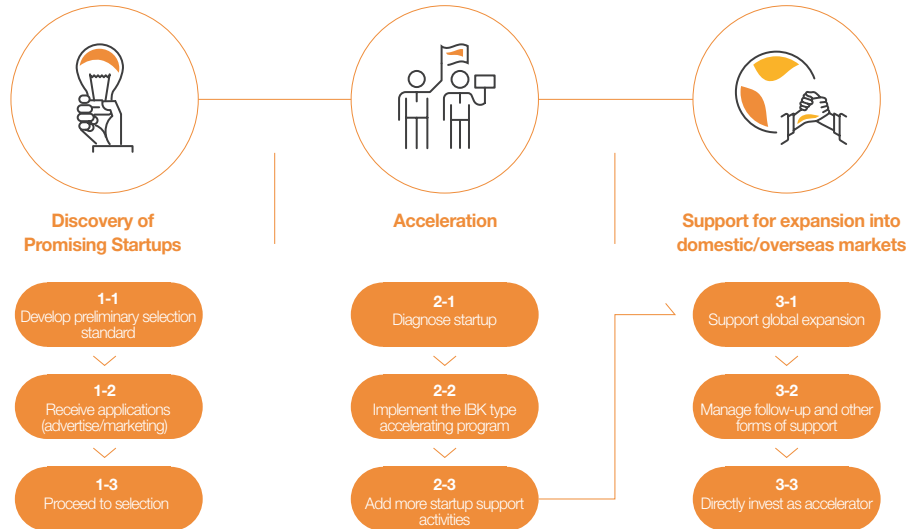 Discovery of
Promising Startups
1-1
Develop preliminary selection
standard
1-2
Receive applications
(advertise/marketing)
1-3
Proceed to selection
Acceleration
2-1
Diagnose startup
2-2
Implement the IBK type
accelerating program
2-3
Add more startup support
activities
Support for expansion into
domestic/overseas markets
3-1
Support global expansion
3-2
Manage follow-up and other
forms of support
3-3
Directly invest as accelerator